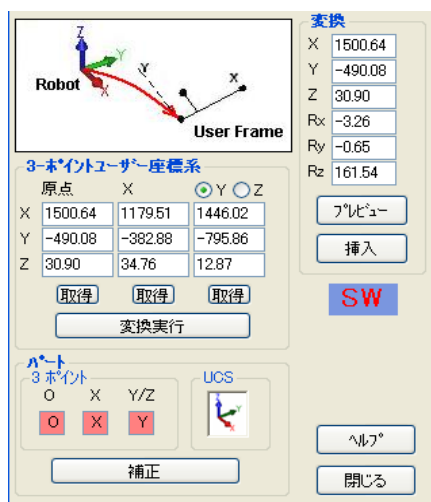 Z
Y
Robot
X
Y
X
User Frame
3-ポイントユーザー座標系
原点 X Y Z
X 1500.64 1179.51 1446.02
Y -490.08 -382.88 -795.86
Z 30.90 34.76 12.87
取得 取得 取得
変換実行
パート
3 ポイント
O X Y/Z
O X Y
UCS
補正
変換
X 1500.64
Y -490.08
Z 30.90
Rx -3.26
Ry -0.65
Rz 161.54
プレビュー
挿入
SW
ヘルプ
閉じる